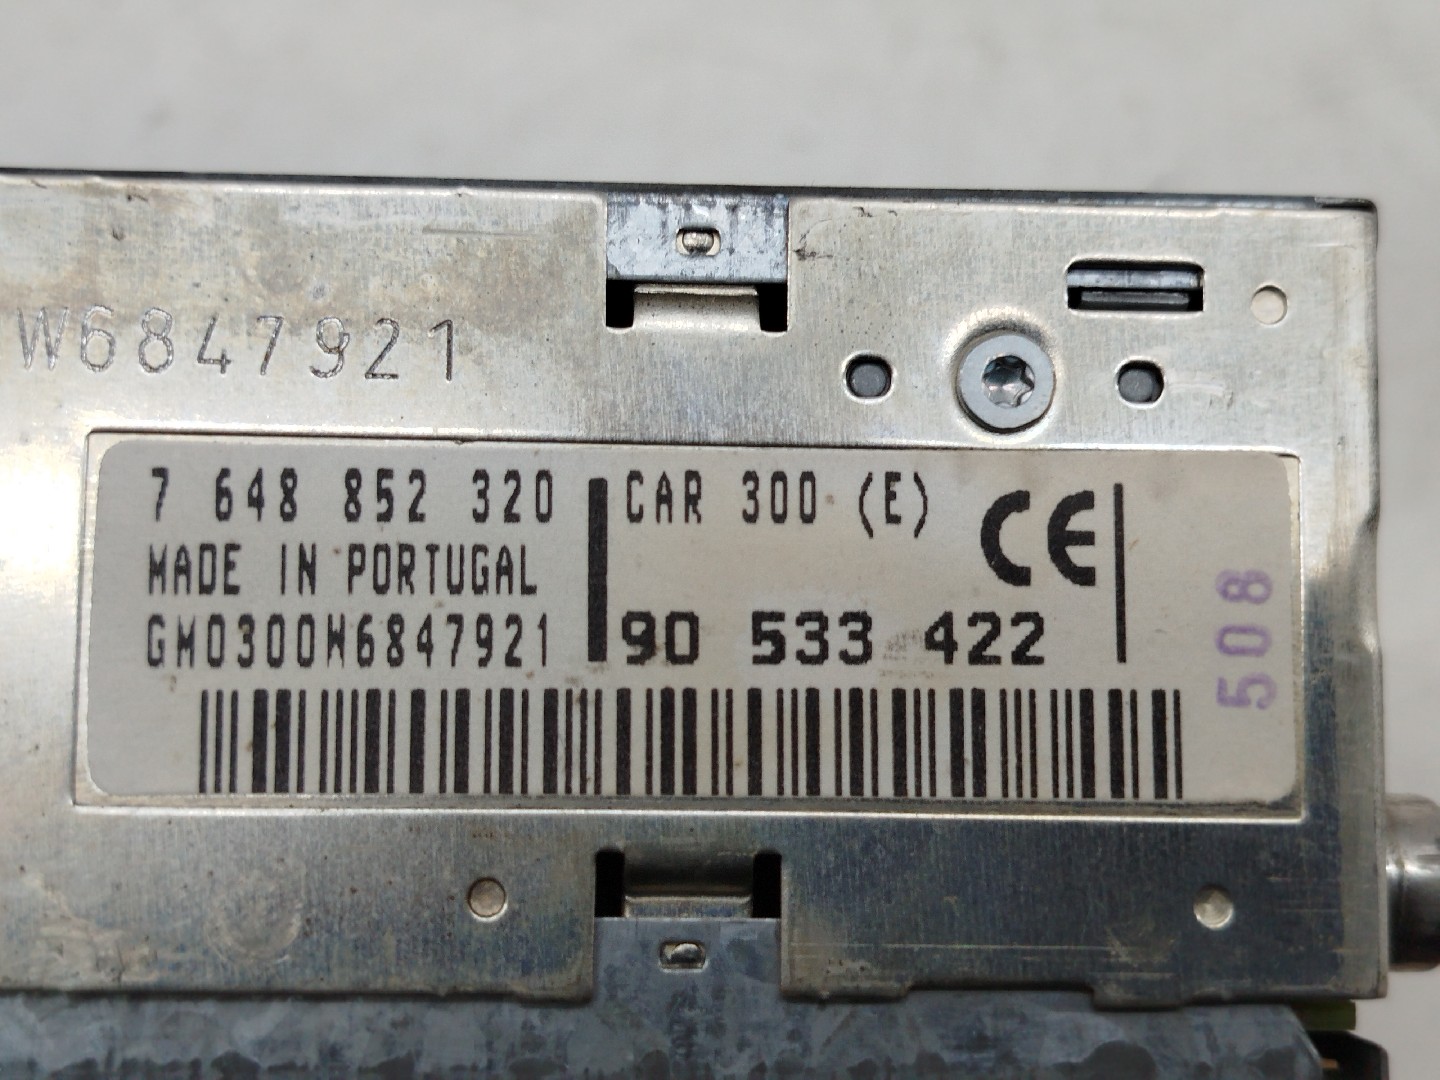 W6847921
7 648 852 320
MADE IN PORTUGAL
GM0300W6847921
CAR 300 (E)
CE
90 533 422
508